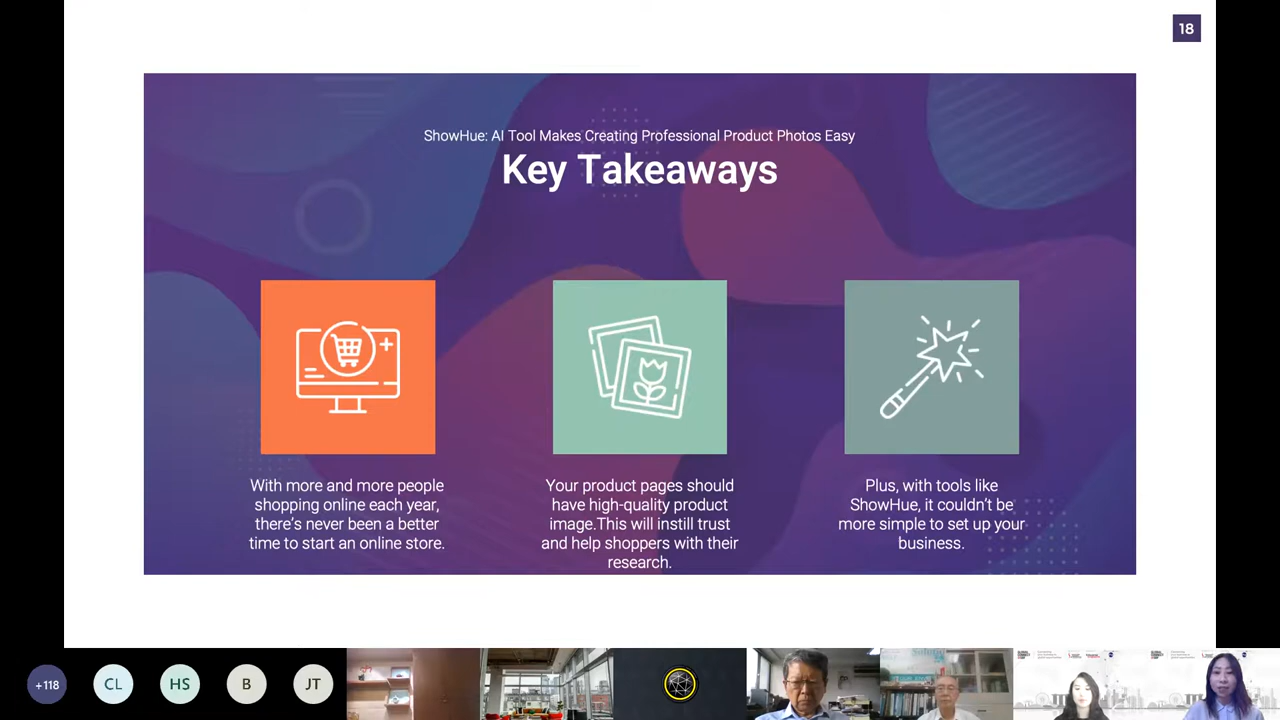 18
ShowHue: AI Tool Makes Creating Professional Product Photos Easy
Key Takeaways
With more and more people
shopping online each year,
there's never been a better
time to start an online store.
Your product pages should
have high-quality product
image.This will instill trust
and help shoppers with their
research.
Plus, with tools like
ShowHue, it couldn't be
more simple to set up your
business.
+118
CL
HS
B
JT